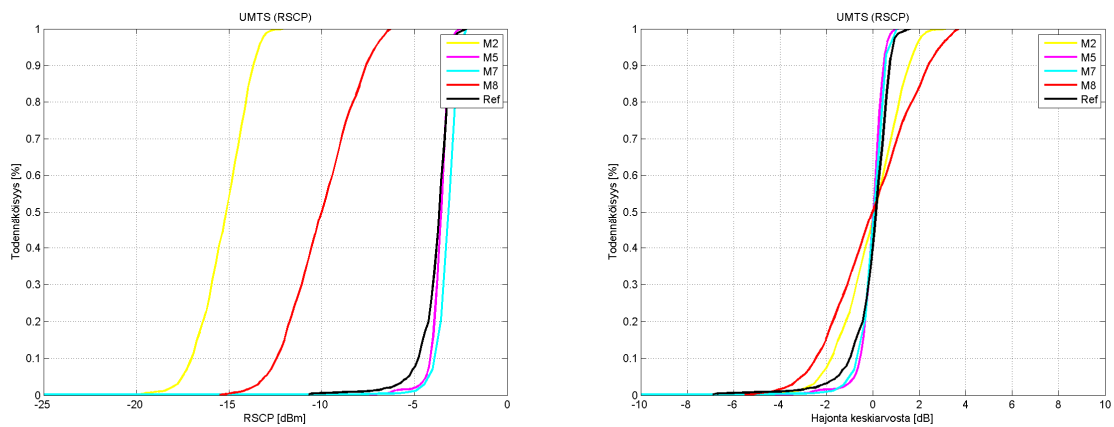 UMTS (RSCP)
1
0.9
0.8
0.7
0.6
0.5
0.4
0.3
0.2
0.1
0
Todennäköisyys [%]
-25
-20
-15
-10
-5
0
RSCP [dBm]
M2
M5
M7
M8
Ref
UMTS (RSCP)
1
0.9
0.8
0.7
0.6
0.5
0.4
0.3
0.2
0.1
0
Todennäköisyys [%]
-10
-8
-6
-4
-2
0
2
4
6
8
10
Hajonta keskiarvosta [dB]
M2
M5
M7
M8
Ref